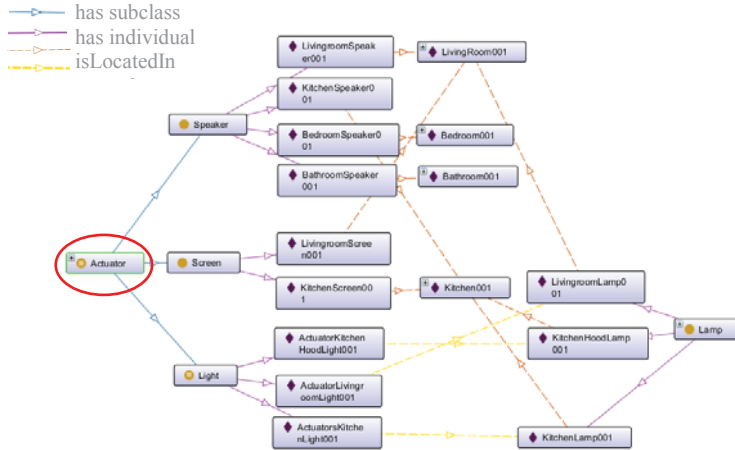 has subclass
has individual
isLocatedIn
LivingroomSpeak
er001
LivingRoom001
KitchenSpeaker0
01
Speaker
BedroomSpeaker0
01
Bedroom001
BathroomSpeaker
001
Bathroom001
Actuator
Screen
LivingroomScree
n001
KitchenScreen00
1
Kitchen001
LivingroomLamp0
01
ActuatorKitchen
HoodLight001
KitchenHoodLamp
001
Lamp
Light
ActuatorLivingr
oomLight001
ActuatorsKitche
nLight001
KitchenLamp001